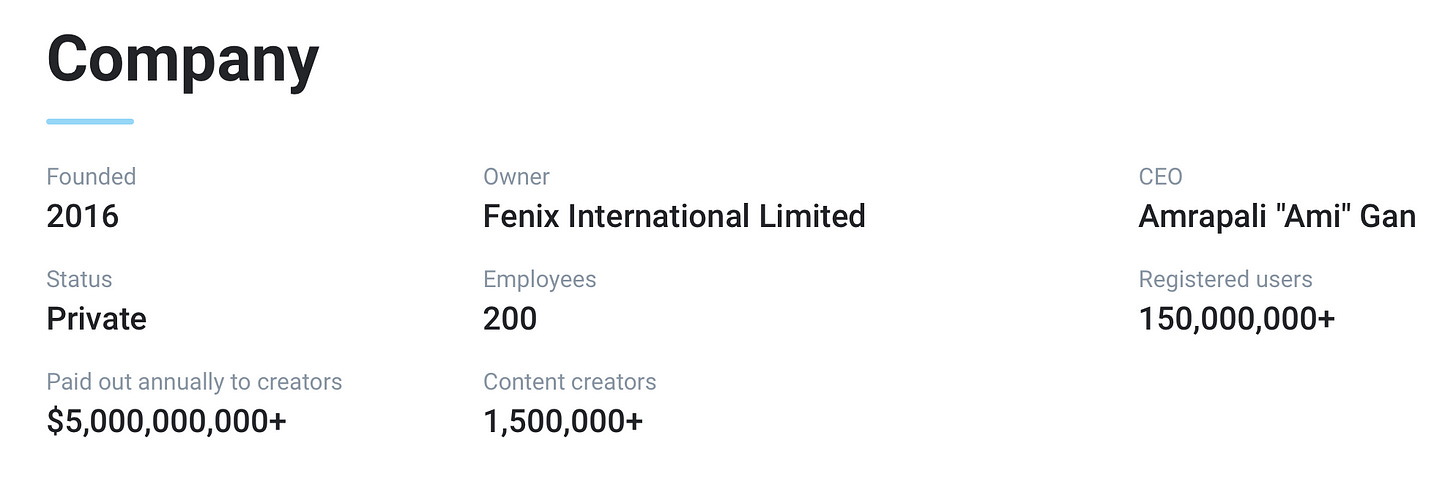 Company
Founded
2016
Owner
Fenix International Limited
CEO
Amrapali "Ami" Gan
Status
Private
Employees
200
Registered users
150,000,000+
Paid out annually to creators
$5,000,000,000+
Content creators
1,500,000+